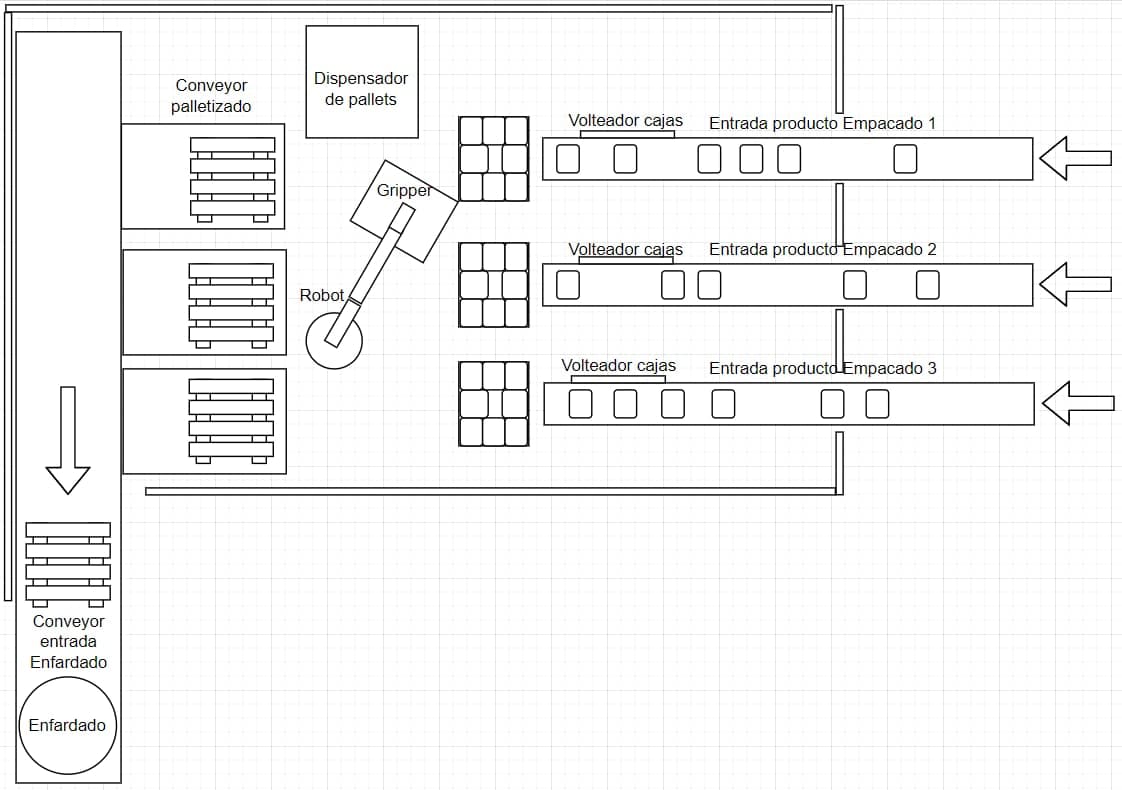 Conveyor
palletizado
Dispensador
de pallets
Volteador cajas
Entrada producto Empacado 1
Gripper
Volteador cajas
Entrada producto Empacado 2
Robot
Volteador cajas
Entrada producto Empacado 3
Conveyor
entrada
Enfardado
Enfardado